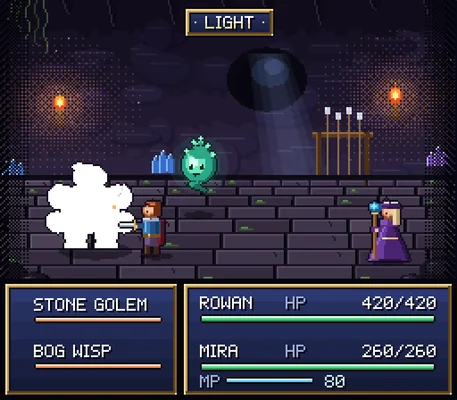 · LIGHT ·
STONE GOLEM
BOG WISP
ROWAN HP 420/420
MIRA HP 260/260
MP 80